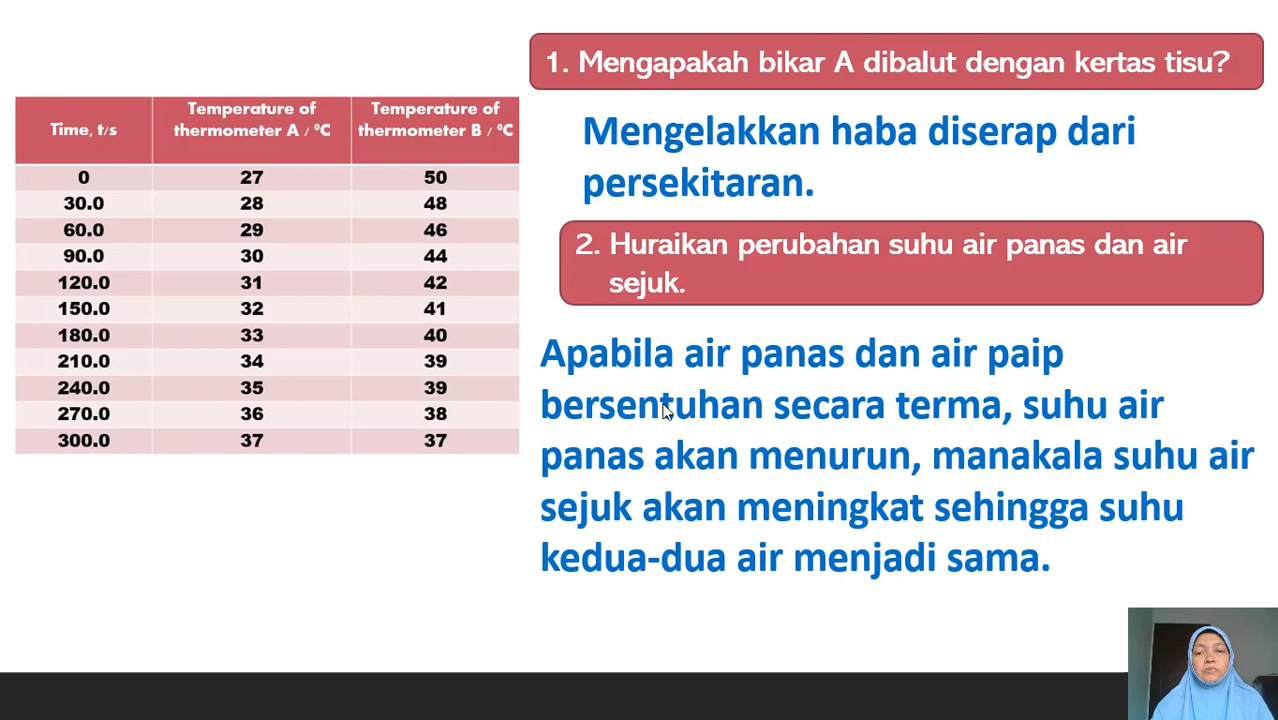 Time, t/s Temperature of thermometer A / ⁰C Temperature of thermometer B / ⁰C
0 27 50
30.0 28 48
60.0 29 46
90.0 30 44
120.0 31 42
150.0 32 41
180.0 33 40
210.0 34 39
240.0 35 39
270.0 36 38
300.0 37 37
1. Mengapakah bikar A dibalut dengan kertas tisu?
Mengelakkan haba diserap dari
persekitaran.
2. Huraikan perubahan suhu air panas dan air
sejuk.
Apabila air panas dan air paip
bersentuhan secara terma, suhu air
panas akan menurun, manakala suhu air
sejuk akan meningkat sehingga suhu
kedua-dua air menjadi sama.